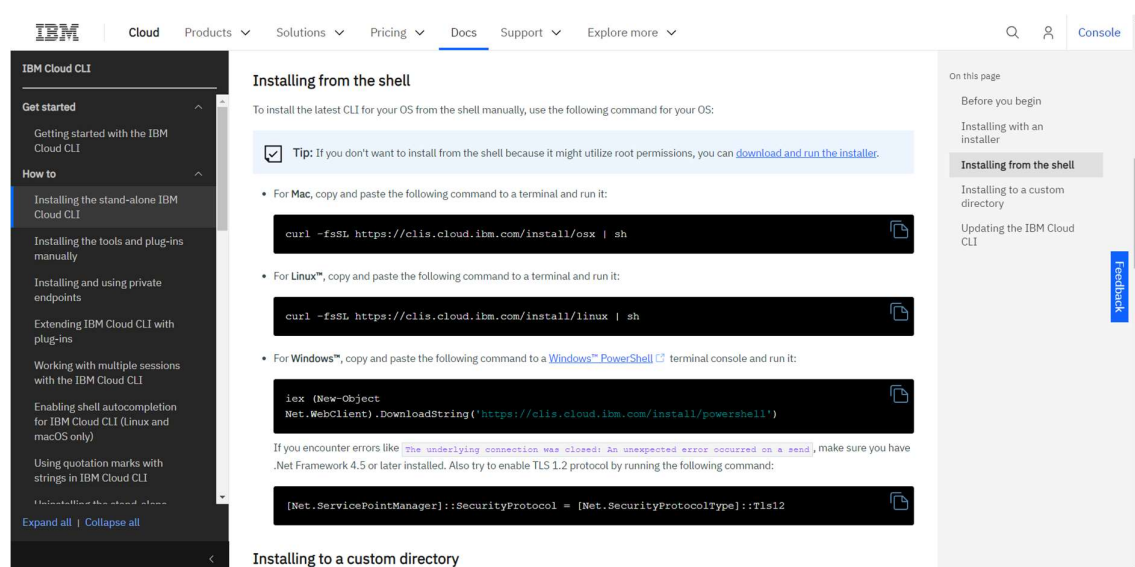 IBM
Cloud
Products
Solutions
Pricing
Docs
Support
Explore more
Console
IBM Cloud CLI
Get started
Getting started with the IBM
Cloud CLI
How to
Installing the stand-alone IBM
Cloud CLI
Installing the tools and plug-ins
manually
Installing and using private
endpoints
Extending IBM Cloud CLI with
plug-ins
Working with multiple sessions
with the IBM Cloud CLI
Enabling shell autocompletion
for IBM Cloud CLI (Linux and
macOS only)
Using quotation marks with
strings in IBM Cloud CLI
Expand all | Collapse all
Installing from the shell
To install the latest CLI for your OS from the shell manually, use the following command for your OS:
Tip: If you don't want to install from the shell because it might utilize root permissions, you can download and run the installer.
• For Mac, copy and paste the following command to a terminal and run it:
curl -fsSL https://clis.cloud.ibm.com/install/osx | sh
• For Linux™, copy and paste the following command to a terminal and run it:
curl -fsSL https://clis.cloud.ibm.com/install/linux | sh
• For Windows™, copy and paste the following command to a Windows™ PowerShell terminal console and run it:
iex (New-Object
Net.WebClient).DownloadString('https://clis.cloud.ibm.com/install/powershell')
If you encounter errors like The underlying connection was closed: An unexpected error occurred on a send, make sure you have
.Net Framework 4.5 or later installed. Also try to enable TLS 1.2 protocol by running the following command:
[Net.ServicePointManager]::SecurityProtocol = [Net.SecurityProtocolType]::Tls12
Installing to a custom directory
On this page
Before you begin
Installing with an
installer
Installing from the shell
Installing to a custom
directory
Updating the IBM Cloud
CLI
Feedback